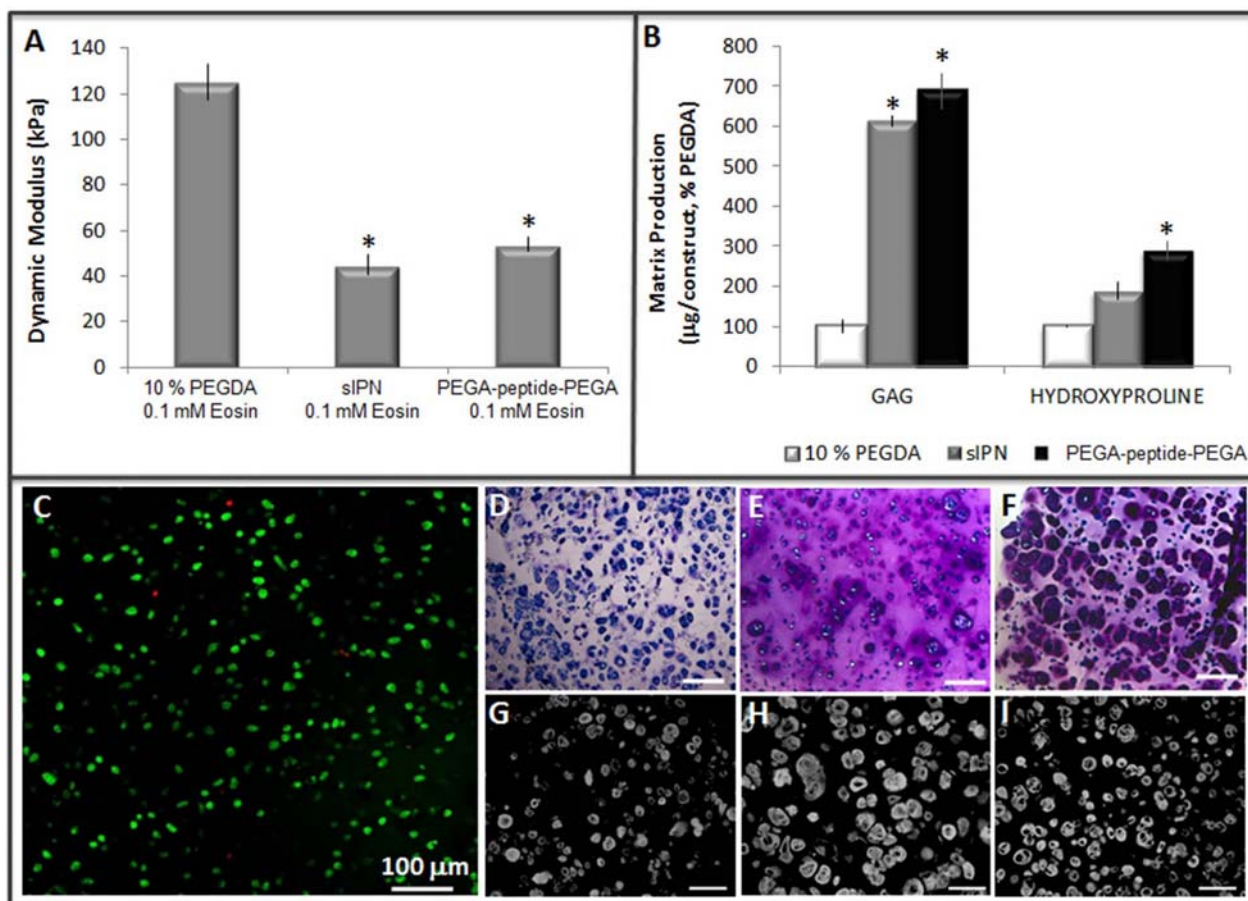 A
Dynamic Modulus (kPa)
140
120
100
80
60
40
20
0
*
*
10 % PEGDA
0.1 mM Eosin
sIPN
0.1 mM Eosin
PEGA-peptide-PEGA
0.1 mM Eosin
B
Matrix Production
(µg/construct, % PEGDA)
800
700
600
500
400
300
200
100
0
*
*
*
GAG
HYDROXYPROLINE
10 % PEGDA
sIPN
PEGA-peptide-PEGA
C
100 µm
D
E
F
G
H
I